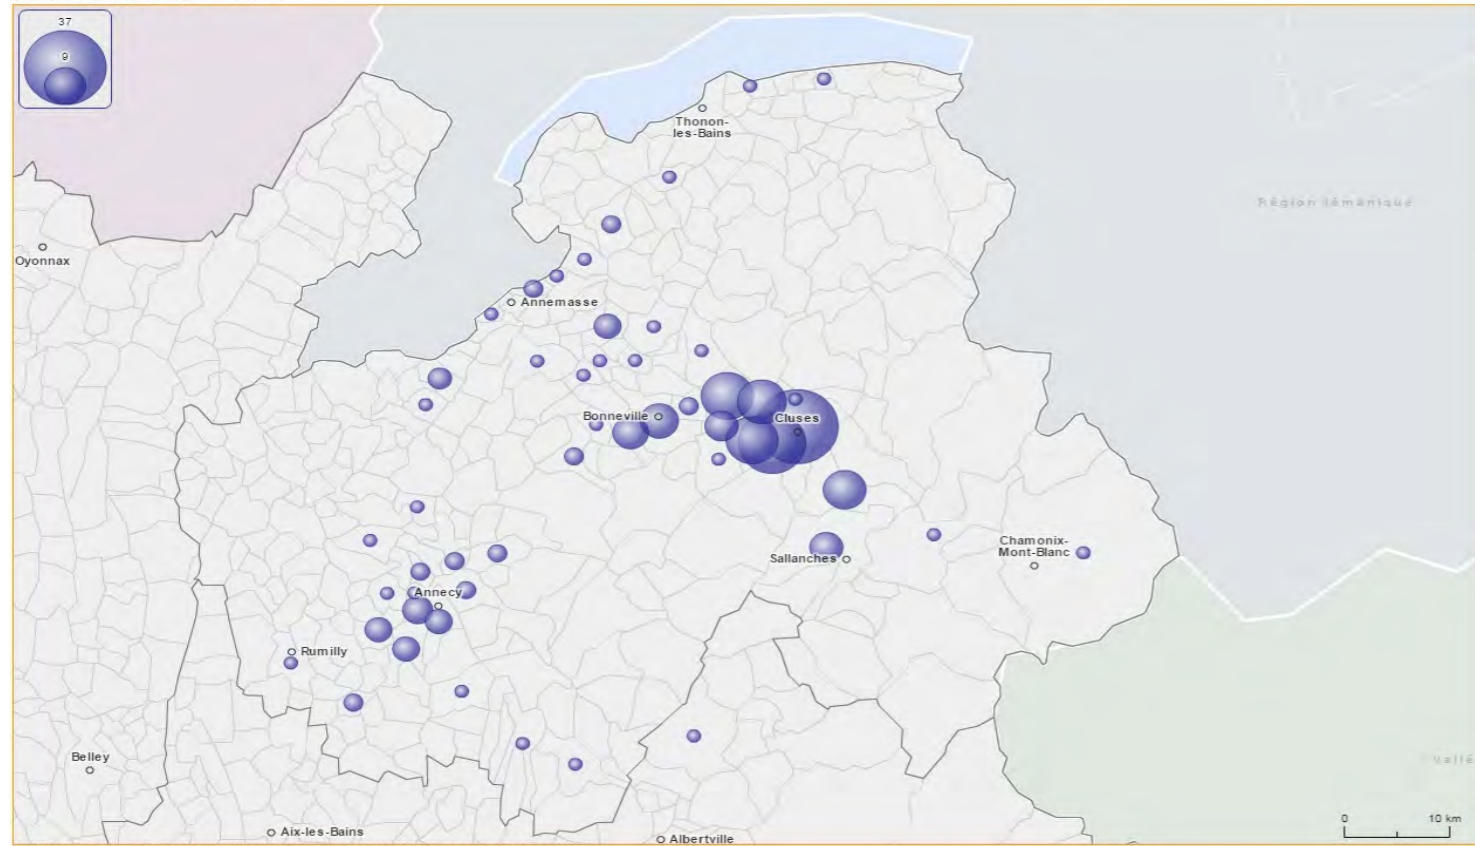 37
9
Thonon-
les-Bains
Région lémanique
Oyonnax
Annemasse
Bonneville
Cluses
Chamonix-
Mont-Blanc
Sallanches
Annecy
Rumilly
Belley
Vallé
0 10 km
Aix-les-Bains
Albertville